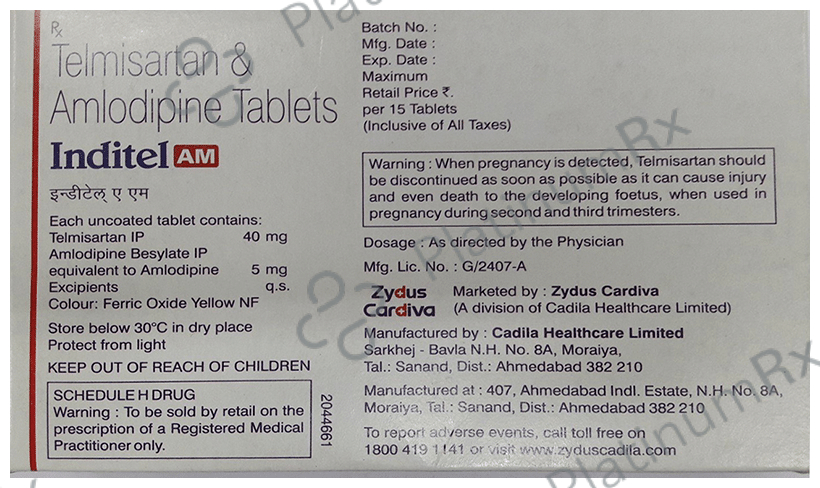 Rx
Telmisartan &
Amlodipine Tablets
Inditel AM
इन्डीटेल् ए एम
Each uncoated tablet contains:
Telmisartan IP 40 mg
Amlodipine Besylate IP
equivalent to Amlodipine 5 mg
Excipients q.s.
Colour: Ferric Oxide Yellow NF
Store below 30°C in dry place
Protect from light
KEEP OUT OF REACH OF CHILDREN
SCHEDULE H DRUG
Warning : To be sold by retail on the
prescription of a Registered Medical
Practitioner only.
2044661
Batch No. :
Mfg. Date :
Exp. Date :
Maximum
Retail Price ₹.
per 15 Tablets
(Inclusive of All Taxes)
Warning : When pregnancy is detected, Telmisartan should
be discontinued as soon as possible as it can cause injury
and even death to the developing foetus, when used in
pregnancy during second and third trimesters.
Dosage : As directed by the Physician
Mfg. Lic. No. : G/2407-A
Zydus
Cardiva
Marketed by : Zydus Cardiva
(A division of Cadila Healthcare Limited)
Manufactured by : Cadila Healthcare Limited
Sarkhej - Bavla N.H. No. 8A, Moraiya,
Tal.: Sanand, Dist.: Ahmedabad 382 210
Manufactured at : 407, Ahmedabad Indl. Estate, N.H. No. 8A,
Moraiya, Tal.: Sanand, Dist.: Ahmedabad 382 210
To report adverse events, call toll free on
1800 419 1141 or visit www.zyduscadila.com
PlatinumRx
PlatinumRx
PlatinumRx